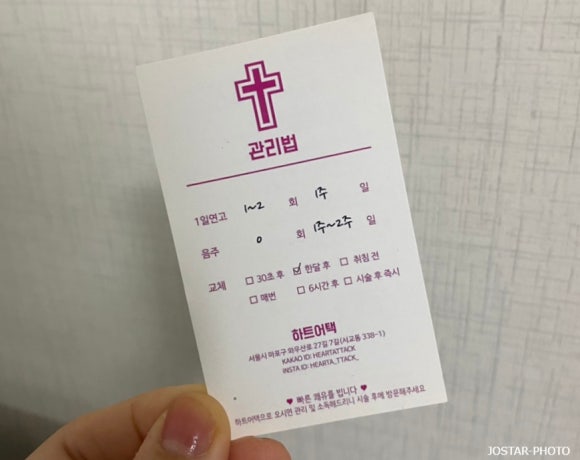 관리법
1일연고 1~2 회 1주 일
음주 0 회 1주~2주 일
교체 □ 30초 후 ☑ 한달 후 □ 취침 전
□ 매번 □ 6시간 후 □ 시술 후 즉시
하트어택
서울시 마포구 와우산로 27길 7길(서교동 338-1)
KAKAO ID: HEARTATTACK
INSTA ID: HEARTA_TTACK_
♥ 빠른 쾌유를 빕니다 ♥
하트어택으로 오시면 관리 및 소독해드리니 시술 후에 방문해주세요
JOSTAR-PHOTO